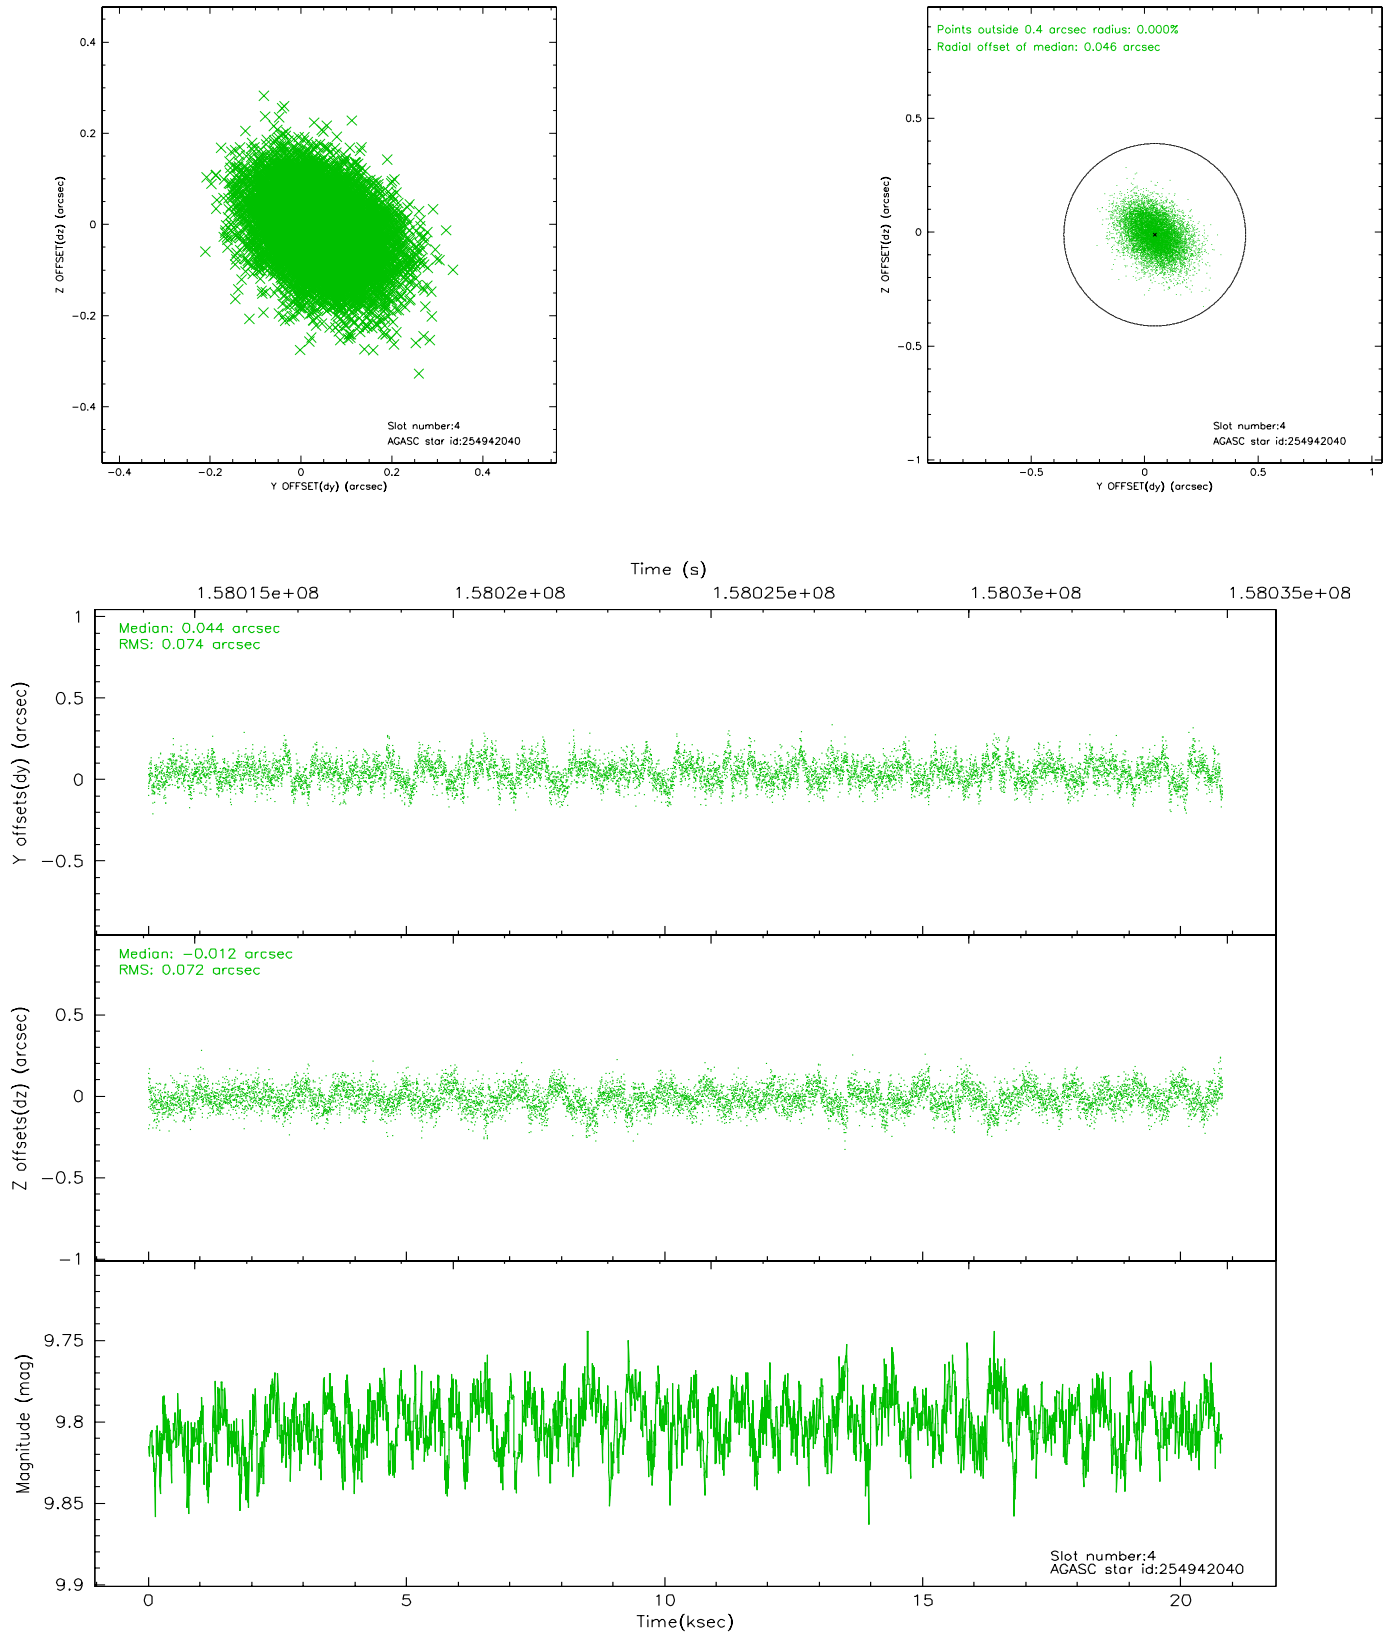 0.4
0.2
0
−0.2
−0.4
Z OFFSET(dz) (arcsec)
Slot number:4
AGASC star id:254942040
−0.4 −0.2 0 0.2 0.4
Y OFFSET(dy) (arcsec)
Points outside 0.4 arcsec radius: 0.000%
Radial offset of median: 0.046 arcsec
0.5
0
−0.5
−1
Z OFFSET(dz) (arcsec)
Slot number:4
AGASC star id:254942040
−0.5 0 0.5 1
Y OFFSET(dy) (arcsec)
Time (s)
1.58015e+08 1.5802e+08 1.58025e+08 1.5803e+08 1.58035e+08
Median: 0.044 arcsec
RMS: 0.074 arcsec
1
0.5
0
−0.5
Y offsets(dy) (arcsec)
Median: −0.012 arcsec
RMS: 0.072 arcsec
0.5
0
−0.5
−1
Z offsets(dz) (arcsec)
9.75
9.8
9.85
9.9
Magnitude (mag)
Slot number:4
AGASC star id:254942040
0 5 10 15 20
Time(ksec)